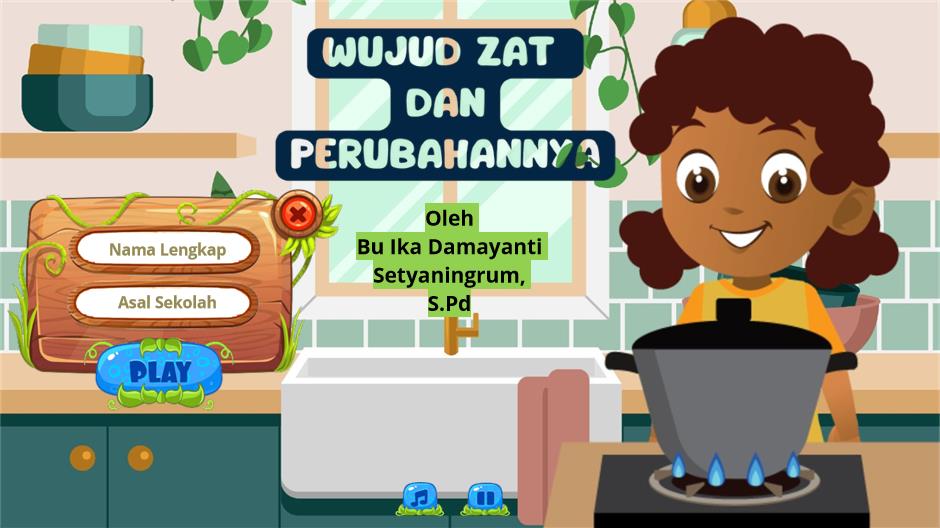 WUJUD ZAT
DAN
PERUBAHANNYA
Oleh
Bu Ika Damayanti
Setyaningrum,
S.Pd
Nama Lengkap
Asal Sekolah
PLAY